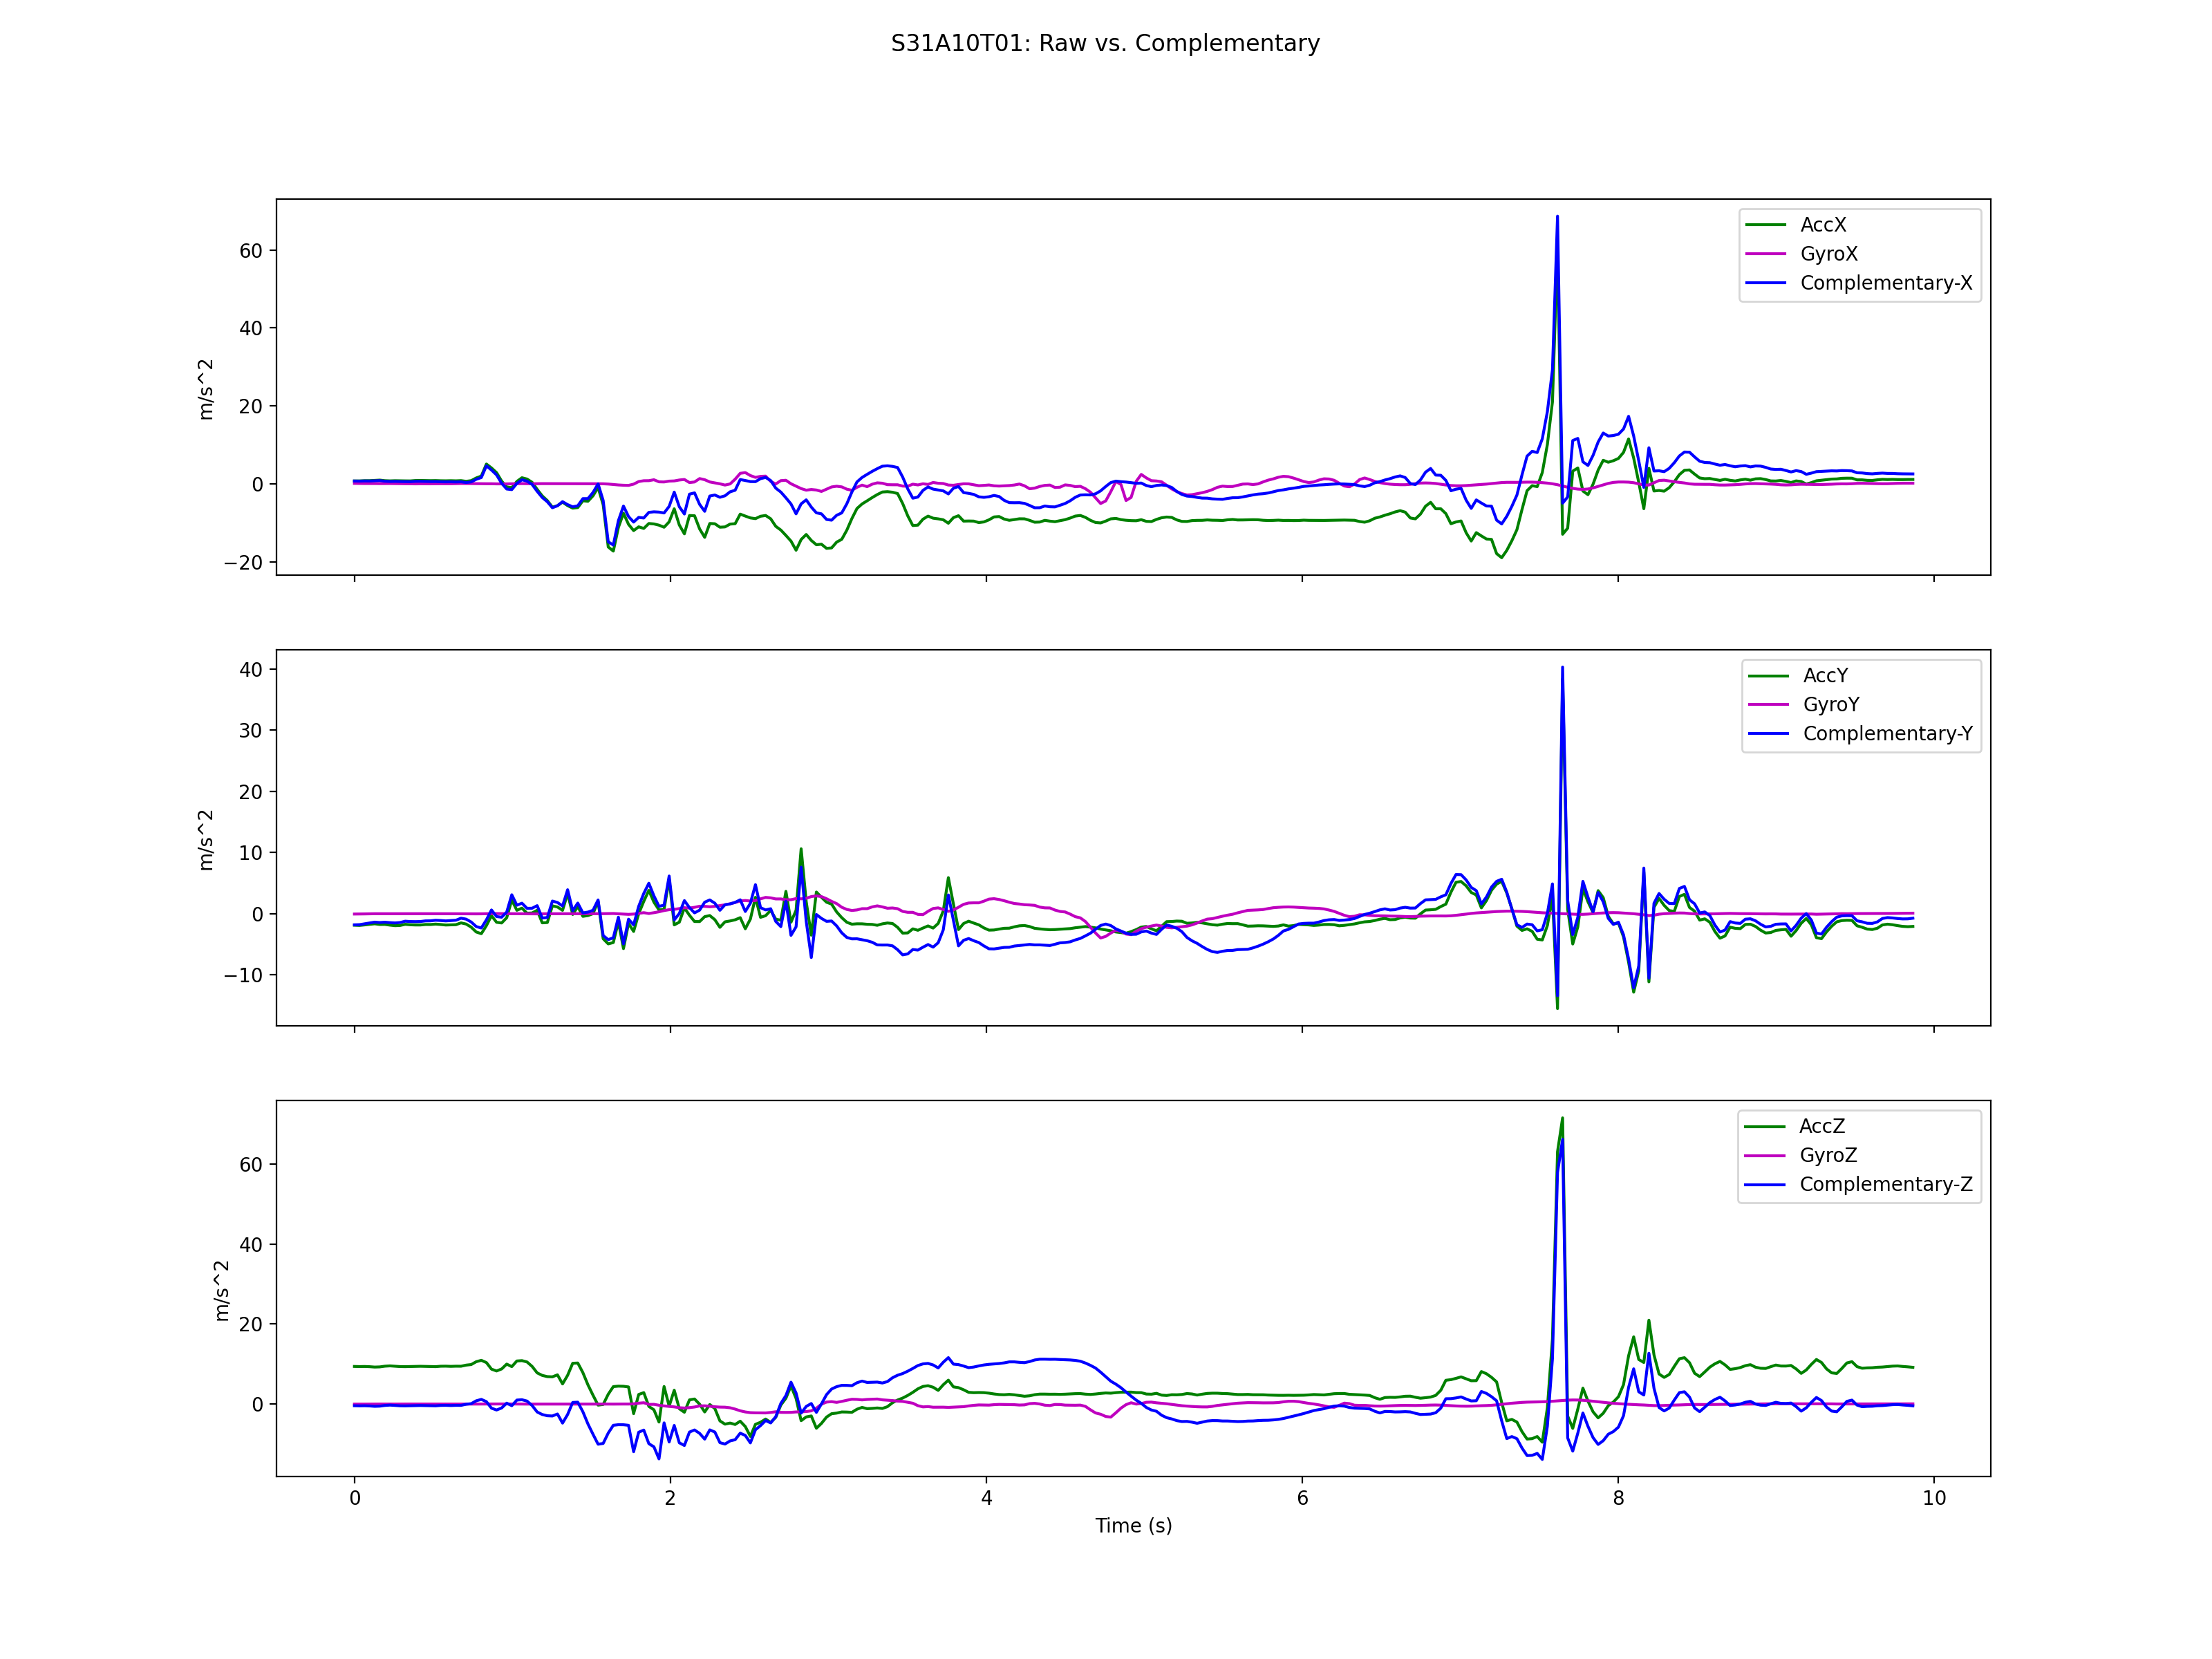 S31A10T01: Raw vs. Complementary
60
40
20
0
−20
m/s^2
AccX
GyroX
Complementary-X
40
30
20
10
0
−10
m/s^2
AccY
GyroY
Complementary-Y
60
40
20
0
m/s^2
AccZ
GyroZ
Complementary-Z
0 2 4 6 8 10
Time (s)